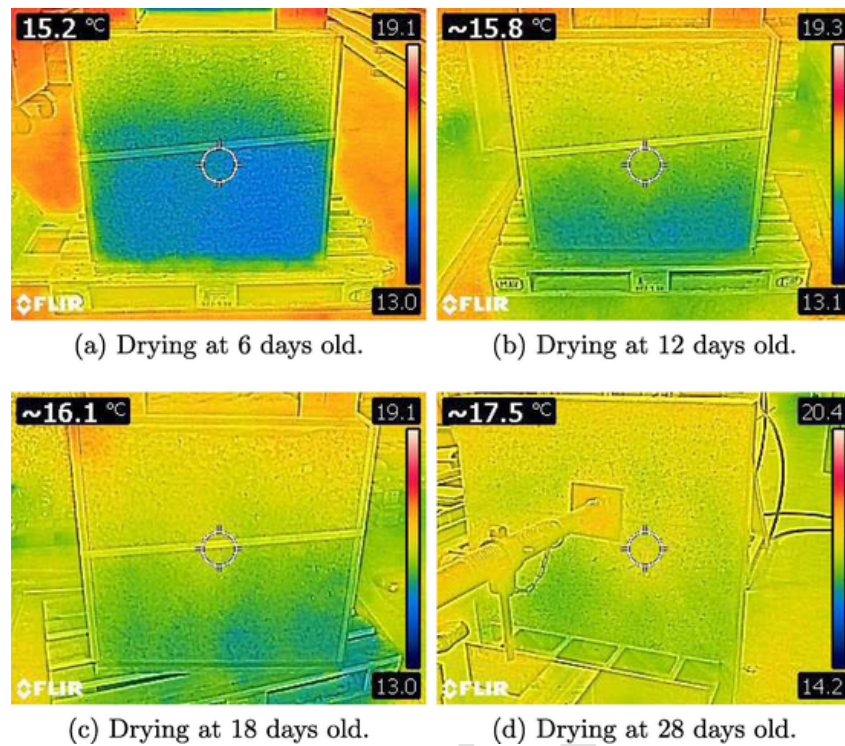 15.2 °C 19.1
~15.8 °C 19.3
FLIR 13.0
FLIR 13.1
(a) Drying at 6 days old.
(b) Drying at 12 days old.
~16.1 °C 19.1
~17.5 °C 20.4
FLIR 13.0
FLIR 14.2
(c) Drying at 18 days old.
(d) Drying at 28 days old.